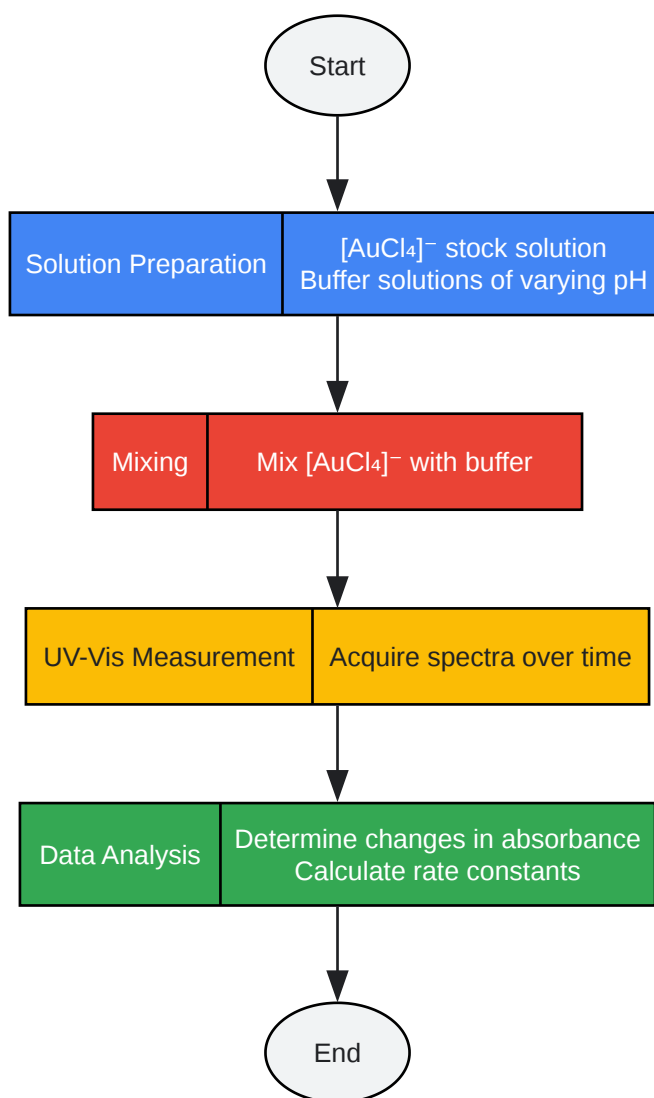 Start
Solution Preparation
[AuCl₄]⁻ stock solution
Buffer solutions of varying pH
Mixing
Mix [AuCl₄]⁻ with buffer
UV-Vis Measurement
Acquire spectra over time
Data Analysis
Determine changes in absorbance
Calculate rate constants
End